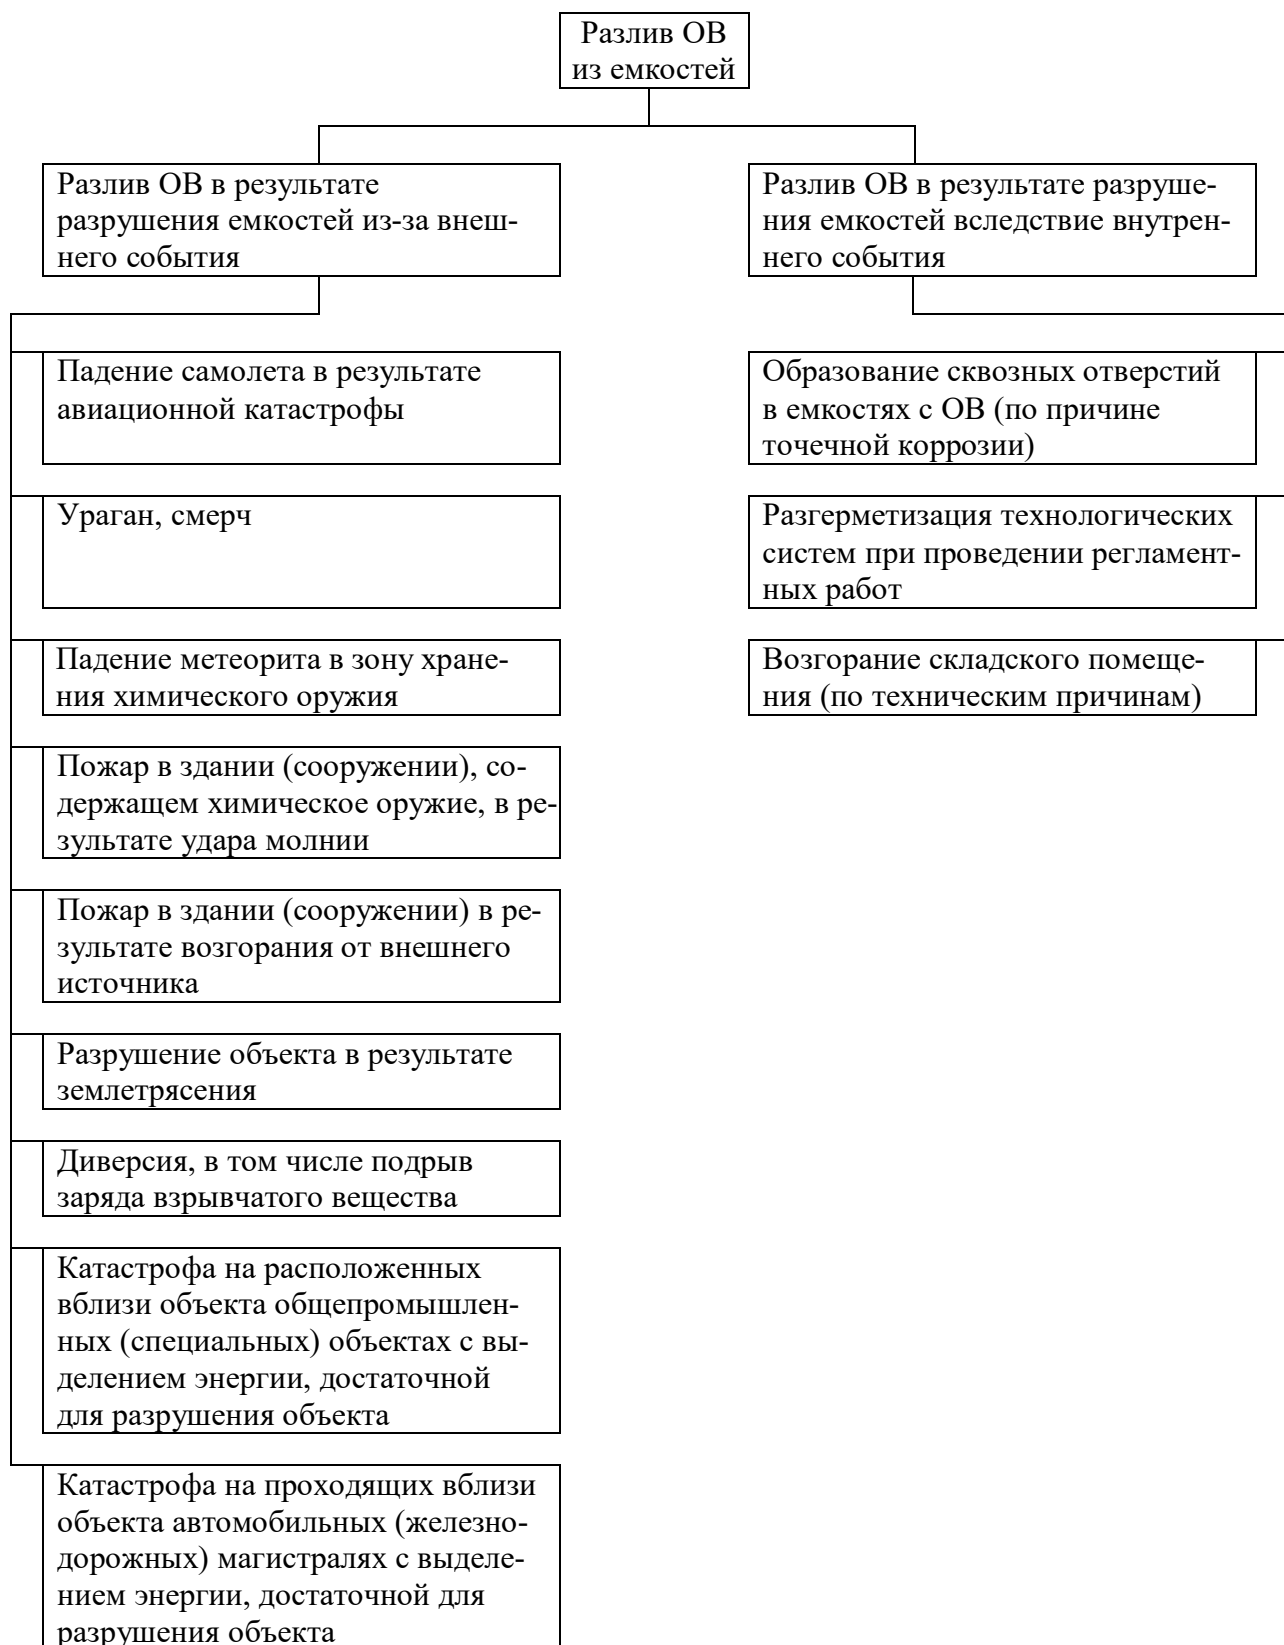 Разлив ОВ
из емкостей
Разлив ОВ в результате
разрушения емкостей из-за внеш-
него события
Разлив ОВ в результате разруше-
ния емкостей вследствие внутрен-
него события
Падение самолета в результате
авиационной катастрофы
Ураган, смерч
Падение метеорита в зону хране-
ния химического оружия
Пожар в здании (сооружении), со-
держащем химическое оружие, в ре-
зультате удара молнии
Пожар в здании (сооружении) в ре-
зультате возгорания от внешнего
источника
Разрушение объекта в результате
землетрясения
Диверсия, в том числе подрыв
заряда взрывчатого вещества
Катастрофа на расположенных
вблизи объекта общепромышлен-
ных (специальных) объектах с вы-
делением энергии, достаточной
для разрушения объекта
Катастрофа на проходящих вблизи
объекта автомобильных (железно-
дорожных) магистралях с выделе-
нием энергии, достаточной для
разрушения объекта
Образование сквозных отверстий
в емкостях с ОВ (по причине
точечной коррозии)
Разгерметизация технологических
систем при проведении регламент-
ных работ
Возгорание складского помеще-
ния (по техническим причинам)